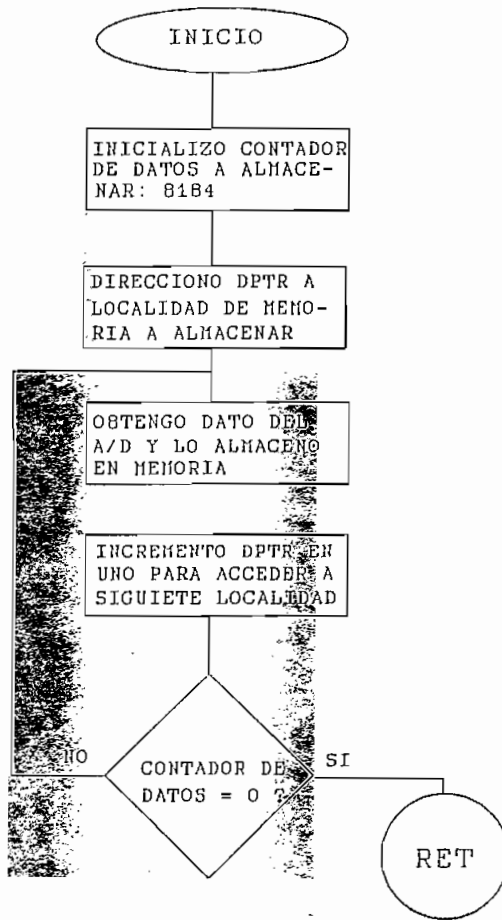 INICIO
INICIALIZO CONTADOR
DE DATOS A ALMACE-
NAR: 8184
DIRECCIONO DPTR A
LOCALIDAD DE MEMO-
RIA A ALMACENAR
OBTENGO DATO DEL
A/D Y LO ALMACENO
EN MEMORIA
INCREMENTO DPTR EN
UNO PARA ACCEDER A
SIGUIETE LOCALIDAD
NO
CONTADOR DE
DATOS = 0 ?
SI
RET